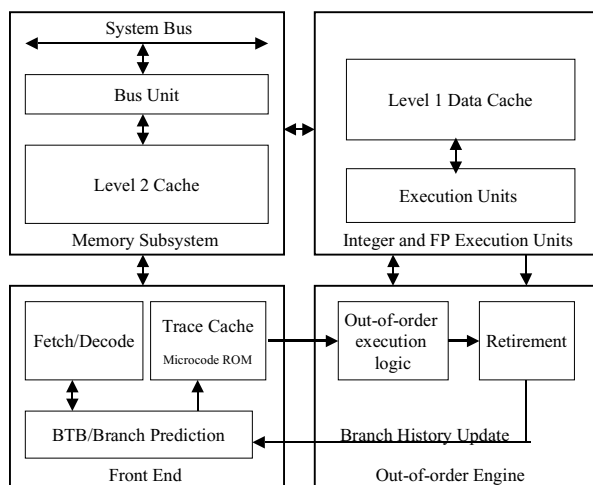 System Bus
Bus Unit
Level 2 Cache
Memory Subsystem
Level 1 Data Cache
Execution Units
Integer and FP Execution Units
Fetch/Decode
Trace Cache
Microcode ROM
BTB/Branch Prediction
Front End
Out-of-order
execution
logic
Retirement
Branch History Update
Out-of-order Engine